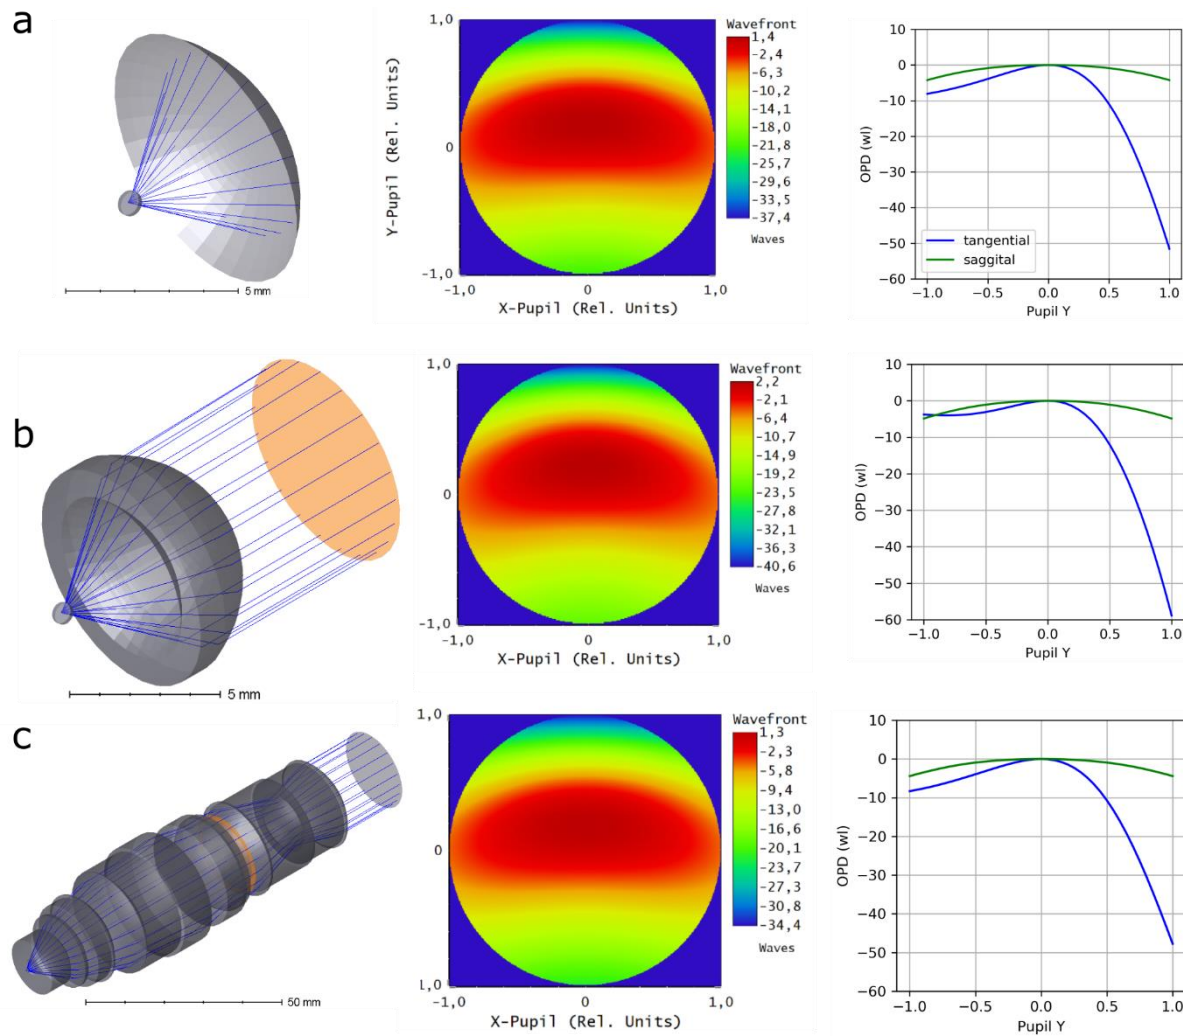 a
5 mm
1,0
0
-1,0
Y-Pupil (Rel. Units)
-1,0 0 1,0
X-Pupil (Rel. Units)
Wavefront
1,4
-2,4
-6,3
-10,2
-14,1
-18,0
-21,8
-25,7
-29,6
-33,5
-37,4
Waves
10
0
−10
−20
−30
−40
−50
−60
OPD (wl)
tangential
saggital
−1.0 −0.5 0.0 0.5 1.0
Pupil Y
b
5 mm
1,0
0
-1,0
-1,0 0 1,0
X-Pupil (Rel. Units)
Wavefront
2,2
-2,1
-6,4
-10,7
-14,9
-19,2
-23,5
-27,8
-32,1
-36,3
-40,6
Waves
10
0
−10
−20
−30
−40
−50
−60
OPD (wl)
−1.0 −0.5 0.0 0.5 1.0
Pupil Y
c
50 mm
1,0
0
1,0
-1,0 0 1,0
X-Pupil (Rel. Units)
Wavefront
1,3
-2,3
-5,8
-9,4
-13,0
-16,6
-20,1
-23,7
-27,3
-30,8
-34,4
Waves
10
0
−10
−20
−30
−40
−50
−60
OPD (wl)
−1.0 −0.5 0.0 0.5 1.0
Pupil Y